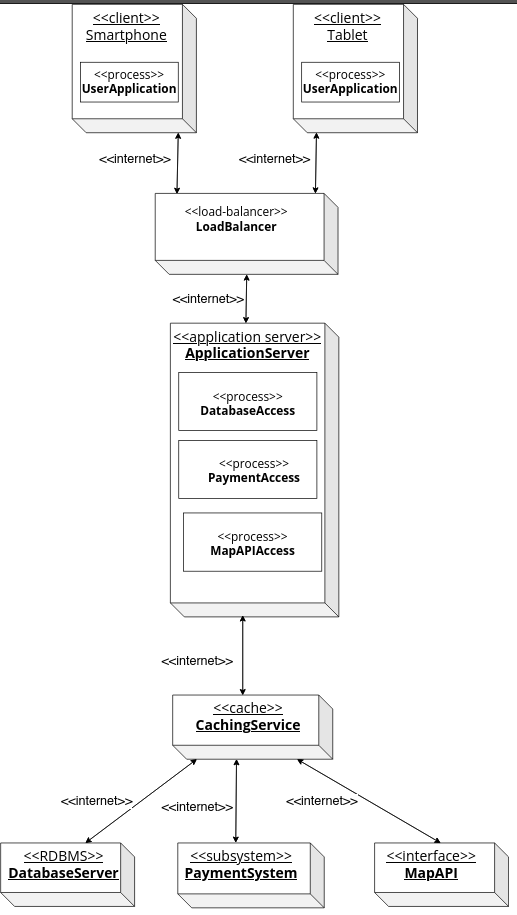 <<client>>
Smartphone
<<process>>
UserApplication
<<client>>
Tablet
<<process>>
UserApplication
<<internet>>
<<internet>>
<<load-balancer>>
LoadBalancer
<<internet>>
<<application server>>
ApplicationServer
<<process>>
DatabaseAccess
<<process>>
PaymentAccess
<<process>>
MapAPIAccess
<<internet>>
<<cache>>
CachingService
<<internet>>
<<internet>>
<<internet>>
<<RDBMS>>
DatabaseServer
<<subsystem>>
PaymentSystem
<<interface>>
MapAPI